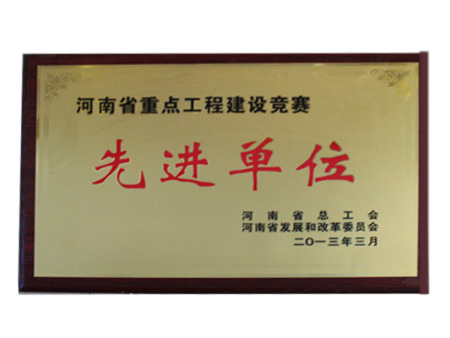 河南省重点工程建设竞赛
先进单位
河南省总工会
河南省发展和改革委员会
二〇一三年三月